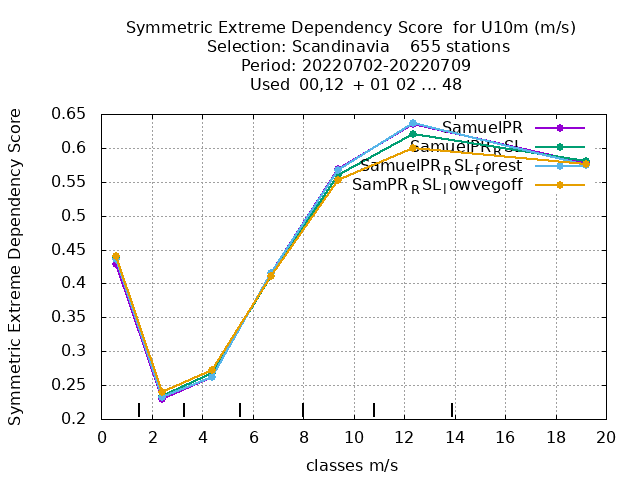 Symmetric Extreme Dependency Score  for U10m (m/s)
Selection: Scandinavia    655 stations
Period: 20220702-20220709
Used  00,12  + 01 02 ... 48
Symmetric Extreme Dependency Score
0.65
0.6
0.55
0.5
0.45
0.4
0.35
0.3
0.25
0.2
SamuelPR
SamuelPR_RSL
SamuelPR_RSL_forest
SamPR_RSL_lowvegoff
0 2 4 6 8 10 12 14 16 18 20
classes m/s